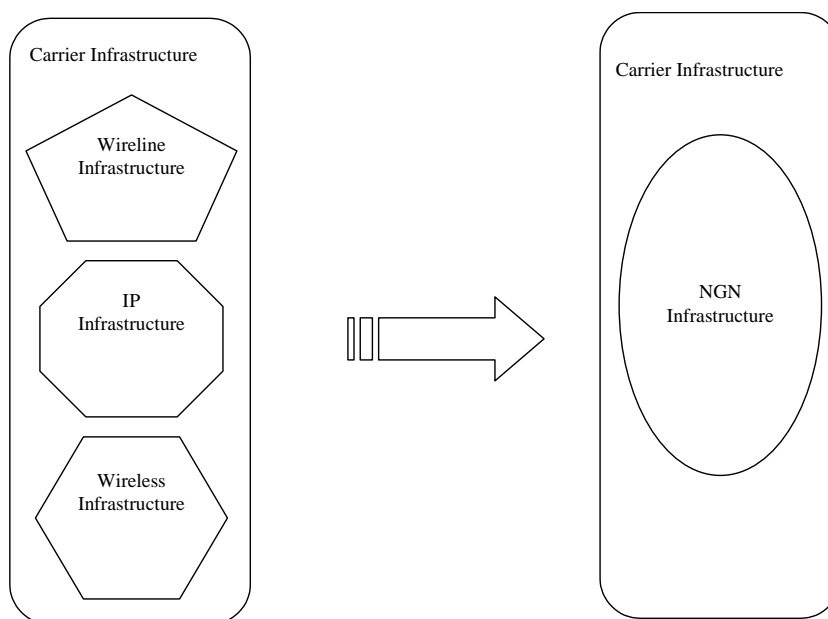 Carrier Infrastructure
Wireline
Infrastructure
IP
Infrastructure
Wireless
Infrastructure
Carrier Infrastructure
NGN
Infrastructure